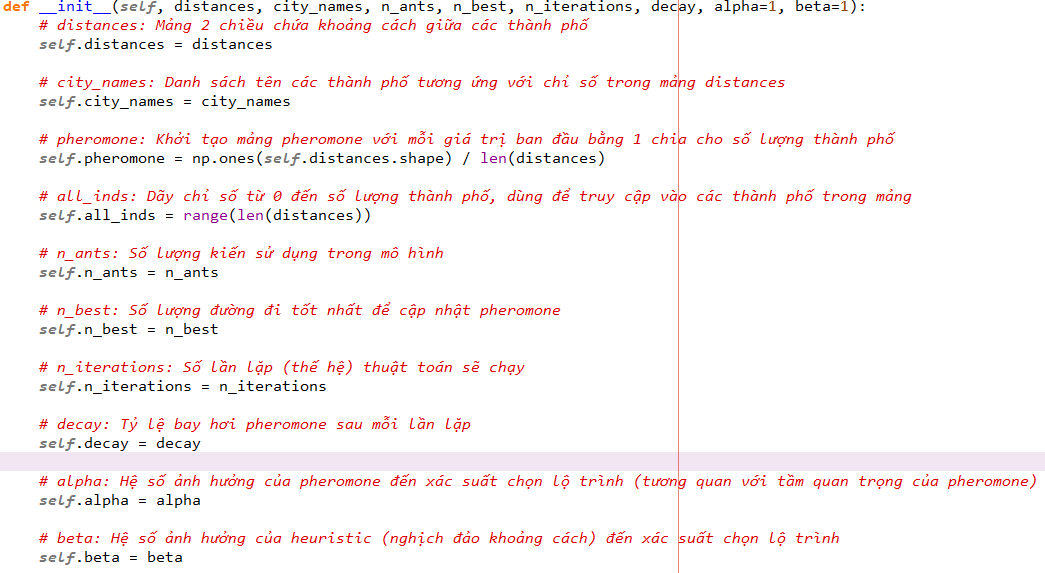 def __init__(self, distances, city_names, n_ants, n_best, n_iterations, decay, alpha=1, beta=1):
# distances: Mảng 2 chiều chứa khoảng cách giữa các thành phố
self.distances = distances
# city_names: Danh sách tên các thành phố tương ứng với chỉ số trong mảng distances
self.city_names = city_names
# pheromone: Khởi tạo mảng pheromone với mỗi giá trị ban đầu bằng 1 chia cho số lượng thành phố
self.pheromone = np.ones(self.distances.shape) / len(distances)
# all_inds: Dãy chỉ số từ 0 đến số lượng thành phố, dùng để truy cập vào các thành phố trong mảng
self.all_inds = range(len(distances))
# n_ants: Số lượng kiến sử dụng trong mô hình
self.n_ants = n_ants
# n_best: Số lượng đường đi tốt nhất để cập nhật pheromone
self.n_best = n_best
# n_iterations: Số lần lặp (thế hệ) thuật toán sẽ chạy
self.n_iterations = n_iterations
# decay: Tỷ lệ bay hơi pheromone sau mỗi lần lặp
self.decay = decay
# alpha: Hệ số ảnh hưởng của pheromone đến xác suất chọn lộ trình (tương quan với tầm quan trọng của pheromone)
self.alpha = alpha
# beta: Hệ số ảnh hưởng của heuristic (nghịch đảo khoảng cách) đến xác suất chọn lộ trình
self.beta = beta